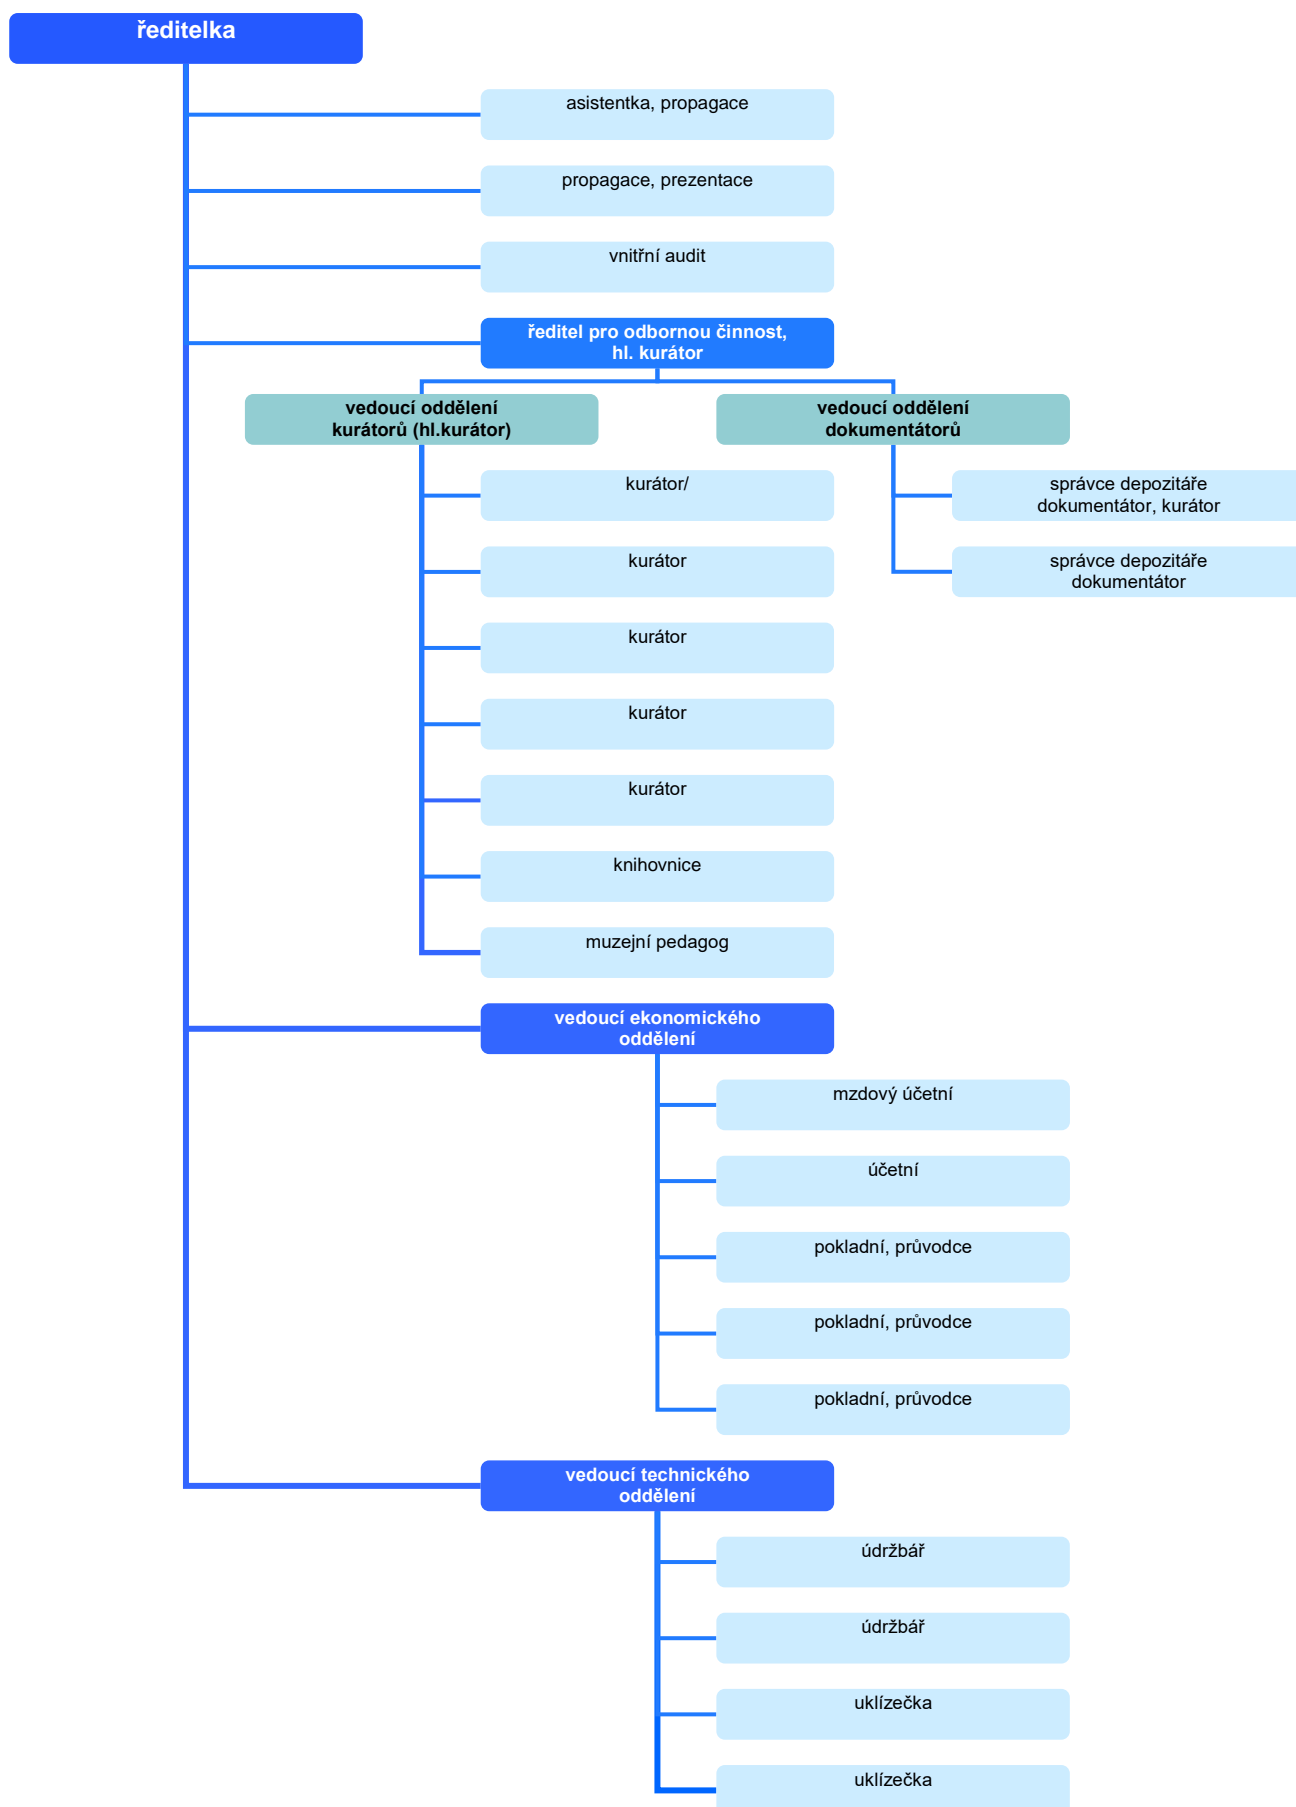 ředitelka
asistentka, propagace
propagace, prezentace
vnitřní audit
ředitel pro odbornou činnost,
hl. kurátor
vedoucí oddělení
kurátorů (hl.kurátor)
vedoucí oddělení
dokumentátorů
kurátor/
správce depozitáře
dokumentátor, kurátor
kurátor
správce depozitáře
dokumentátor
kurátor
kurátor
kurátor
knihovnice
muzejní pedagog
vedoucí ekonomického
oddělení
mzdový účetní
účetní
pokladní, průvodce
pokladní, průvodce
pokladní, průvodce
vedoucí technického
oddělení
údržbář
údržbář
uklízečka
uklízečka